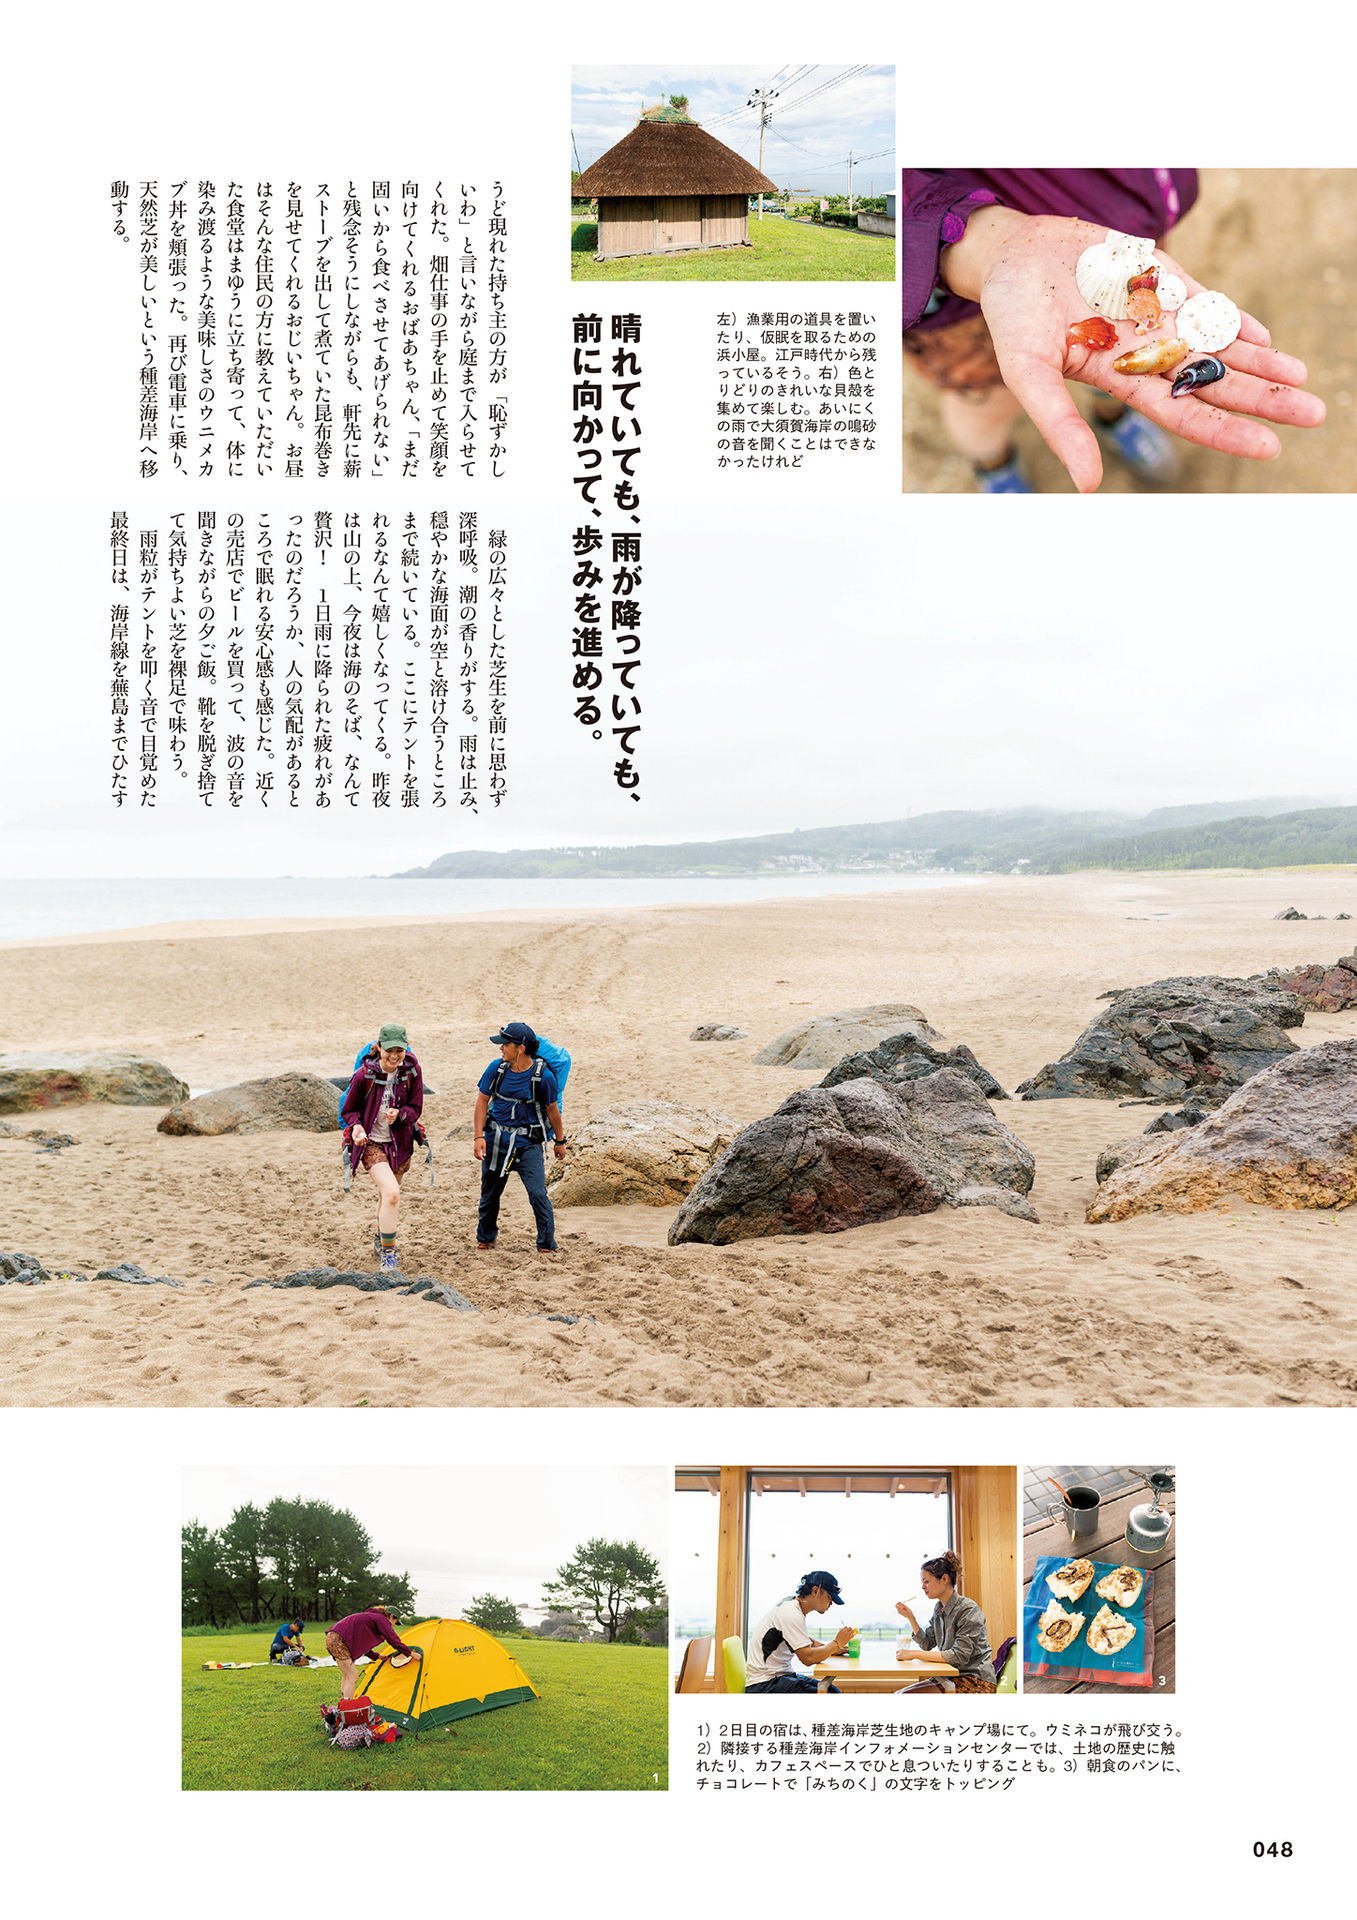 左）漁業用の道具を置い
たり、仮眠を取るための
浜小屋。江戸時代から残
っているそう。右）色と
りどりのきれいな貝殻を
集めて楽しむ。あいにく
の雨で大須賀海岸の鳴砂
の音を聞くことはできな
かったけれど
晴れていても、雨が降っていても、
前に向かって、歩みを進める。
うど現れた持ち主の方が「恥ずかし
いわ」と言いながら庭まで入らせて
くれた。畑仕事の手を止めて笑顔を
向けてくれるおばあちゃん、「まだ
固いから食べさせてあげられない」
と残念そうにしながらも、軒先に薪
ストーブを出して煮ていた昆布巻き
を見せてくれるおじいちゃん。お昼
はそんな住民の方に教えていただい
た食堂はまゆうに立ち寄って、体に
染み渡るような美味しさのウニメカ
ブ丼を頬張った。再び電車に乗り、
天然芝が美しいという種差海岸へ移
動する。
緑の広々とした芝生を前に思わず
深呼吸。潮の香りがする。雨は止み、
穏やかな海面が空と溶け合うところ
まで続いている。ここにテントを張
れるなんて嬉しくなってくる。昨夜
は山の上、今夜は海のそば、なんて
贅沢！　1日雨に降られた疲れがあ
ったのだろうか、人の気配があると
ころで眠れる安心感も感じた。近く
の売店でビールを買って、波の音を
聞きながらの夕ご飯。靴を脱ぎ捨て
て気持ちよい芝を裸足で味わう。
雨粒がテントを叩く音で目覚めた
最終日は、海岸線を蕪島までひたす
G-LIGHT
1
2
3
1）2日目の宿は、種差海岸芝生地のキャンプ場にて。ウミネコが飛び交う。
2）隣接する種差海岸インフォメーションセンターでは、土地の歴史に触
れたり、カフェスペースでひと息ついたりすることも。3）朝食のパンに、
チョコレートで「みちのく」の文字をトッピング
048